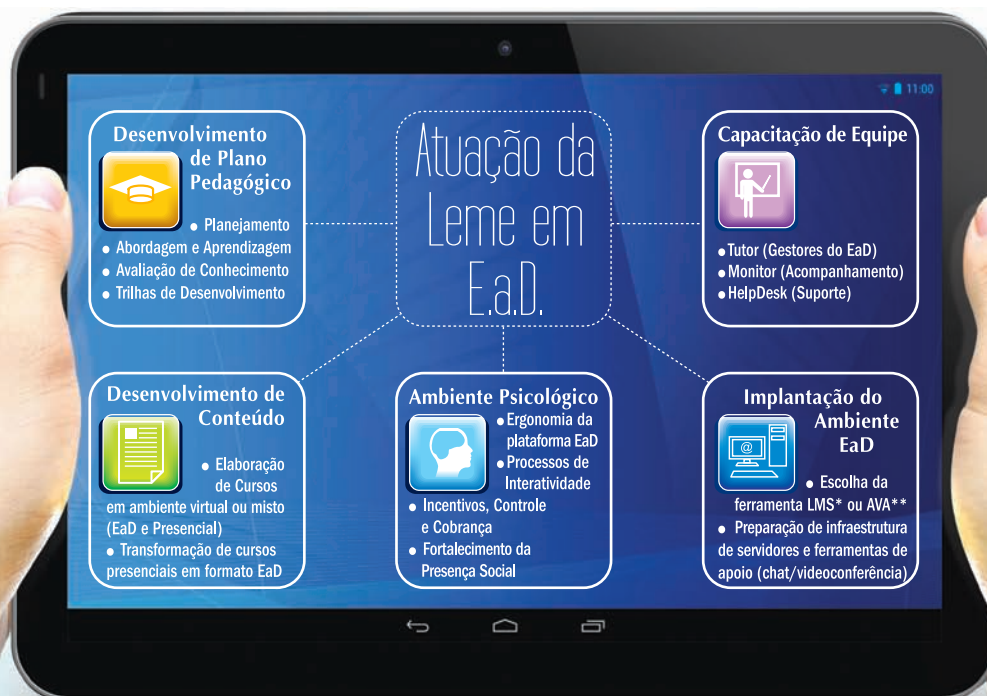 11:00
Desenvolvimento
de Plano
Pedagógico
• Planejamento
• Abordagem e Aprendizagem
• Avaliação de Conhecimento
• Trilhas de Desenvolvimento
Atuação da
Leme em
E.a.D.
Capacitação de Equipe
• Tutor (Gestores do EaD)
• Monitor (Acompanhamento)
• HelpDesk (Suporte)
Desenvolvimento de
Conteúdo
• Elaboração
de Cursos
em ambiente virtual ou misto
(EaD e Presencial)
• Transformação de cursos
presenciais em formato EaD
Ambiente Psicológico
• Ergonomia da
plataforma EaD
• Processos de
Interatividade
• Incentivos, Controle
e Cobrança
• Fortalecimento da
Presença Social
Implantação do
Ambiente
EaD
@
• Escolha da
ferramenta LMS* ou AVA**
• Preparação de infraestrutura
de servidores e ferramentas de
apoio (chat/videoconferência)